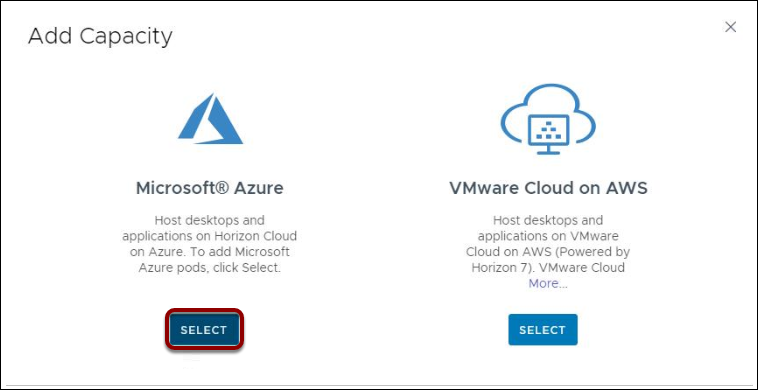 Add Capacity
Microsoft® Azure
Host desktops and
applications on Horizon Cloud
on Azure. To add Microsoft
Azure pods, click Select.
SELECT
VMware Cloud on AWS
Host desktops and
applications on VMware
Cloud on AWS (Powered by
Horizon 7). VMware Cloud
More...
SELECT